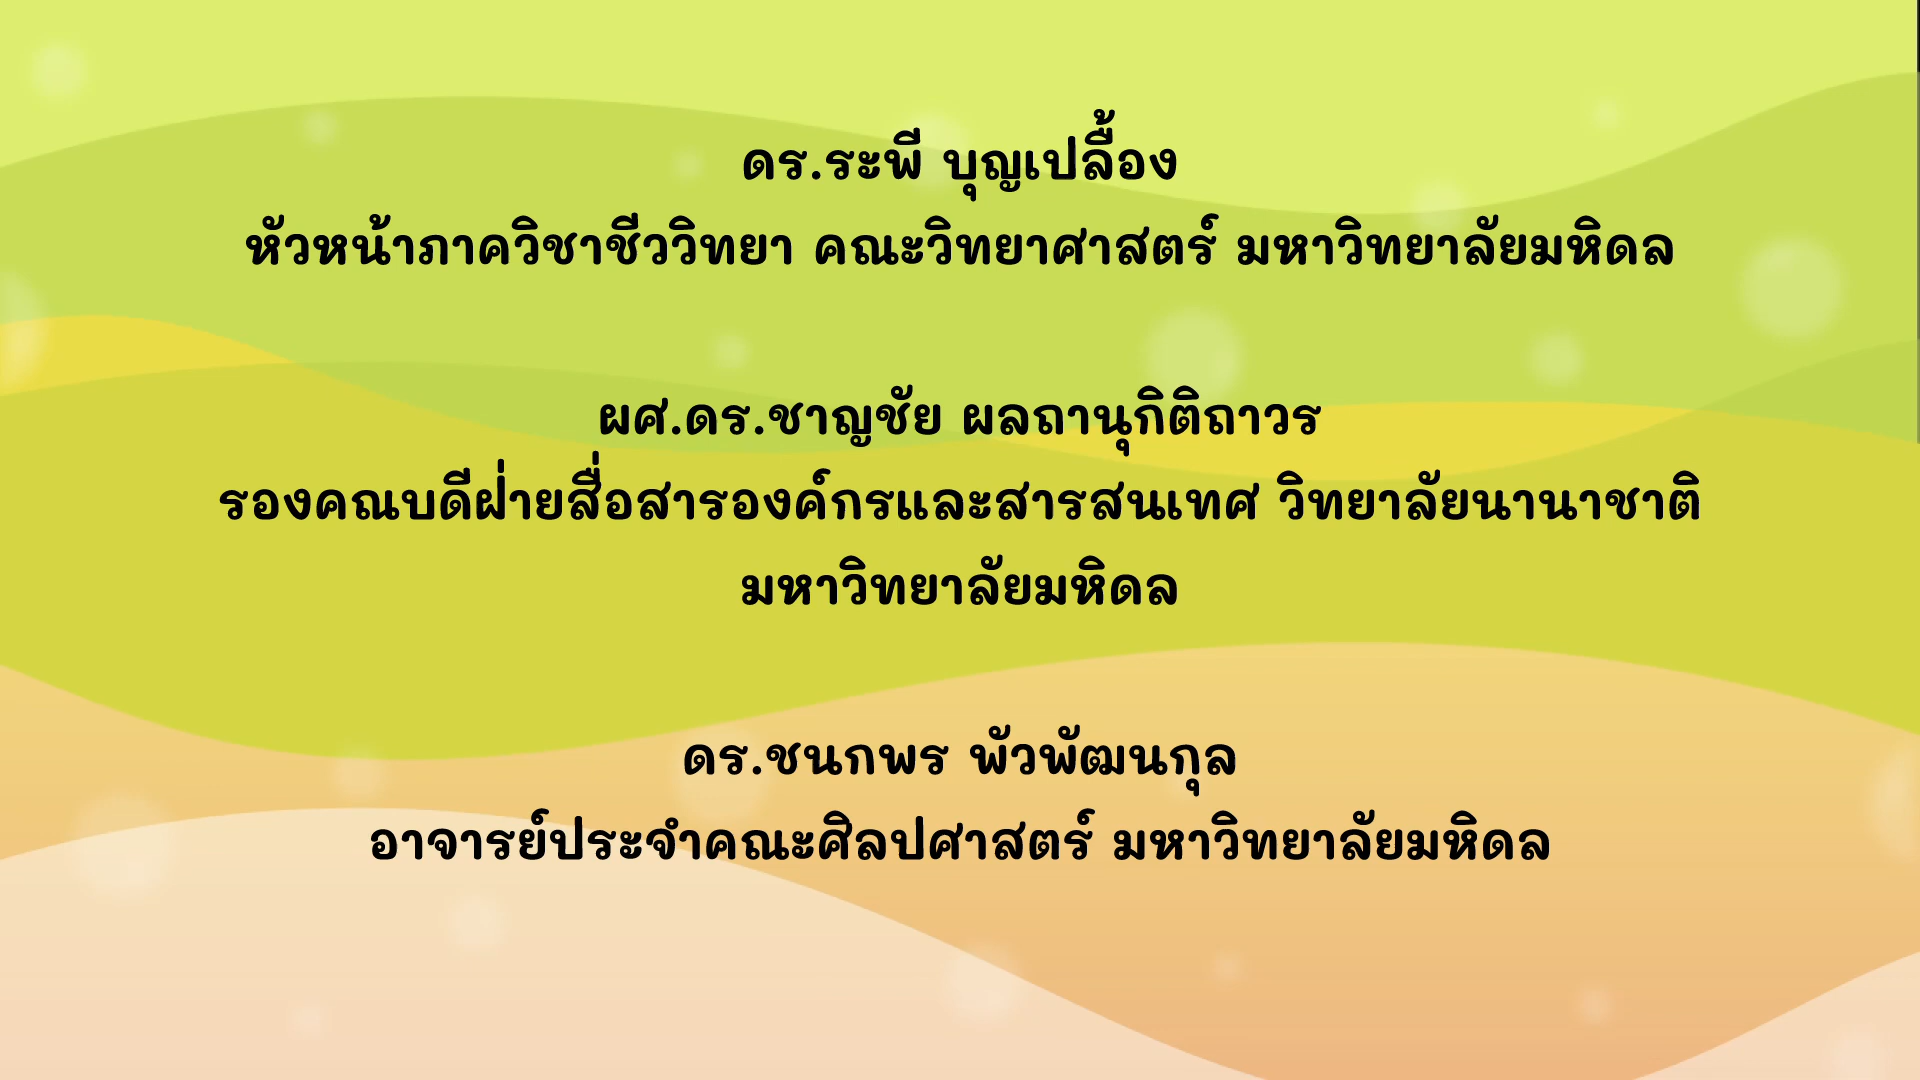 ดร.ระพี บุญเปลื้อง
หัวหน้าภาควิชาชีววิทยา คณะวิทยาศาสตร์ มหาวิทยาลัยมหิดล
ผศ.ดร.ชาญชัย ผลถานุกิติถาวร
รองคณบดีฝ่ายสื่อสารองค์กรและสารสนเทศ วิทยาลัยนานาชาติ
มหาวิทยาลัยมหิดล
ดร.ชนกพร พัวพัฒนกุล
อาจารย์ประจำคณะศิลปศาสตร์ มหาวิทยาลัยมหิดล